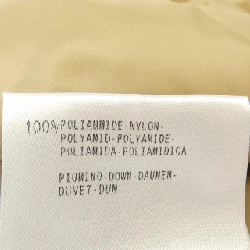 100% POLIAMMIDE-NYLON-
POLYAMID-POLYAMIDE-
POLIAMIDA-POLIAMIDICA
PIUMINO-DOWN-DAUNEN-
DUVET-DUN